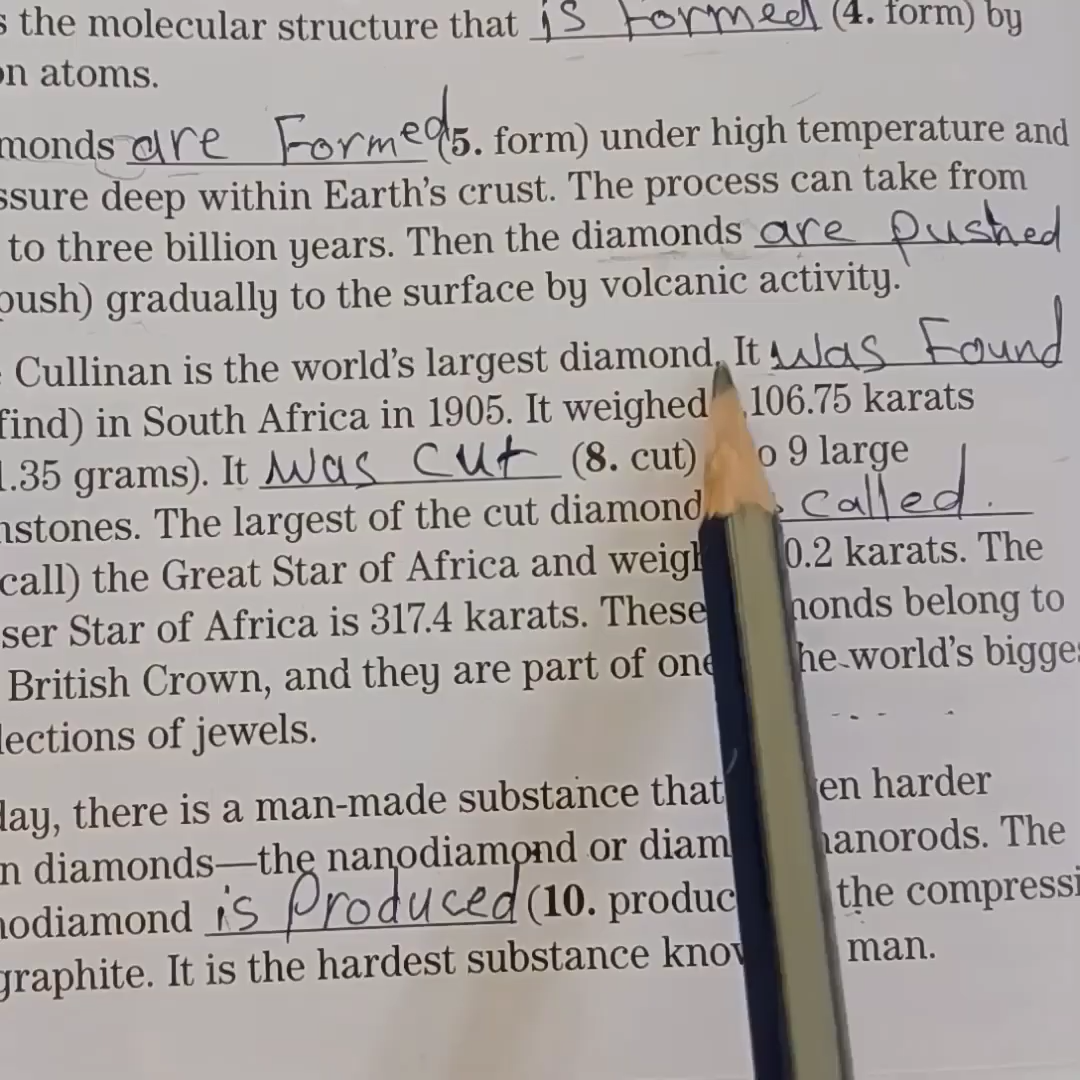 s the molecular structure that is formed (4. form) by
on atoms.
monds are Formed (5. form) under high temperature and
ssure deep within Earth's crust. The process can take from
to three billion years. Then the diamonds are pushed
push) gradually to the surface by volcanic activity.
Cullinan is the world's largest diamond. It was Found
find) in South Africa in 1905. It weighed ,106.75 karats
1.35 grams). It was cut (8. cut) o 9 large
nstones. The largest of the cut diamond called.
call) the Great Star of Africa and weigh 0.2 karats. The
ser Star of Africa is 317.4 karats. These monds belong to
British Crown, and they are part of one he world's bigges
lections of jewels.
day, there is a man-made substance that en harder
n diamonds—the nanodiamond or diam nanorods. The
nodiamond is Produced (10. produc the compressi
graphite. It is the hardest substance know man.